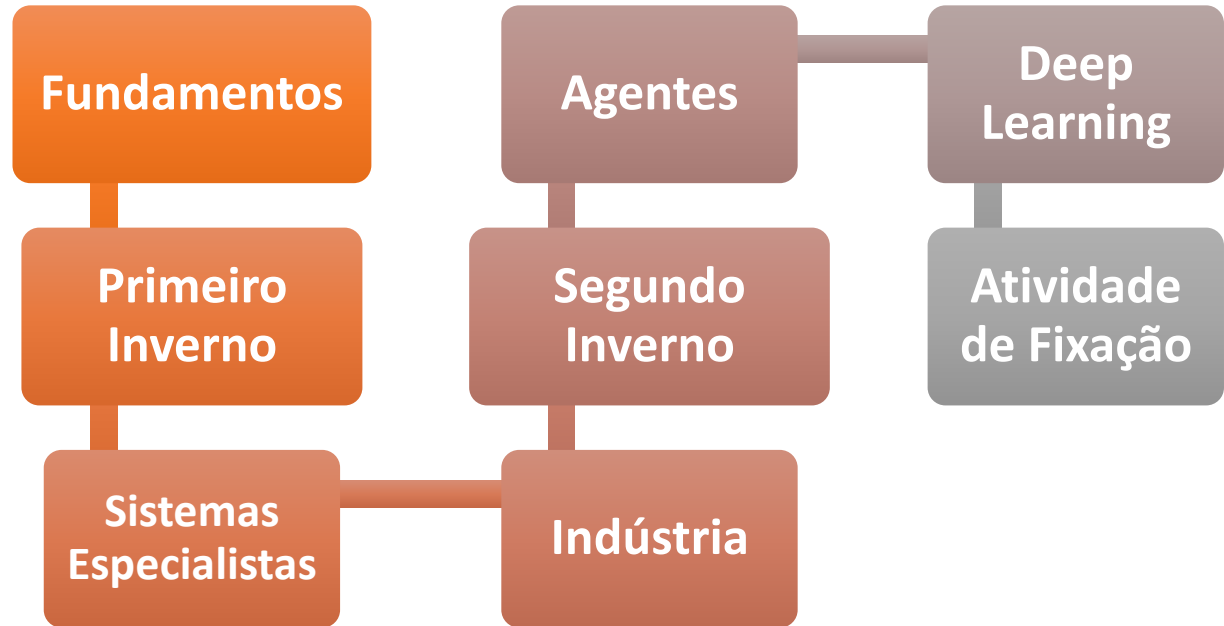 Fundamentos
Primeiro
Inverno
Sistemas
Especialistas
Indústria
Segundo
Inverno
Agentes
Deep
Learning
Atividade
de Fixação